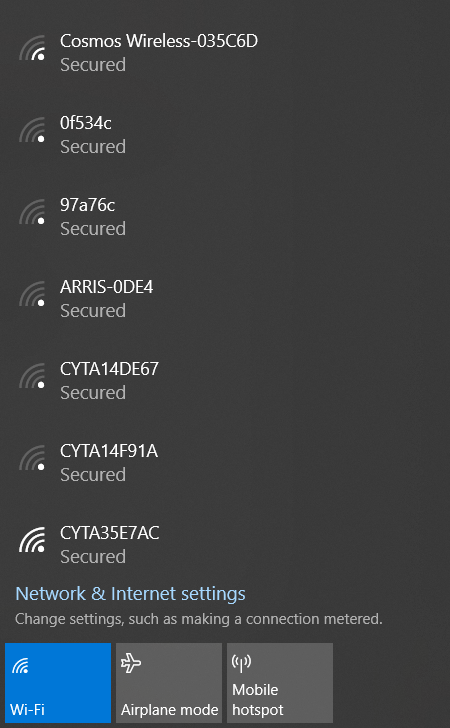 Cosmos Wireless-035C6D
Secured
0f534c
Secured
97a76c
Secured
ARRIS-0DE4
Secured
CYTA14DE67
Secured
CYTA14F91A
Secured
CYTA35E7AC
Secured
Network & Internet settings
Change settings, such as making a connection metered.
Wi-Fi
Airplane mode
Mobile
hotspot